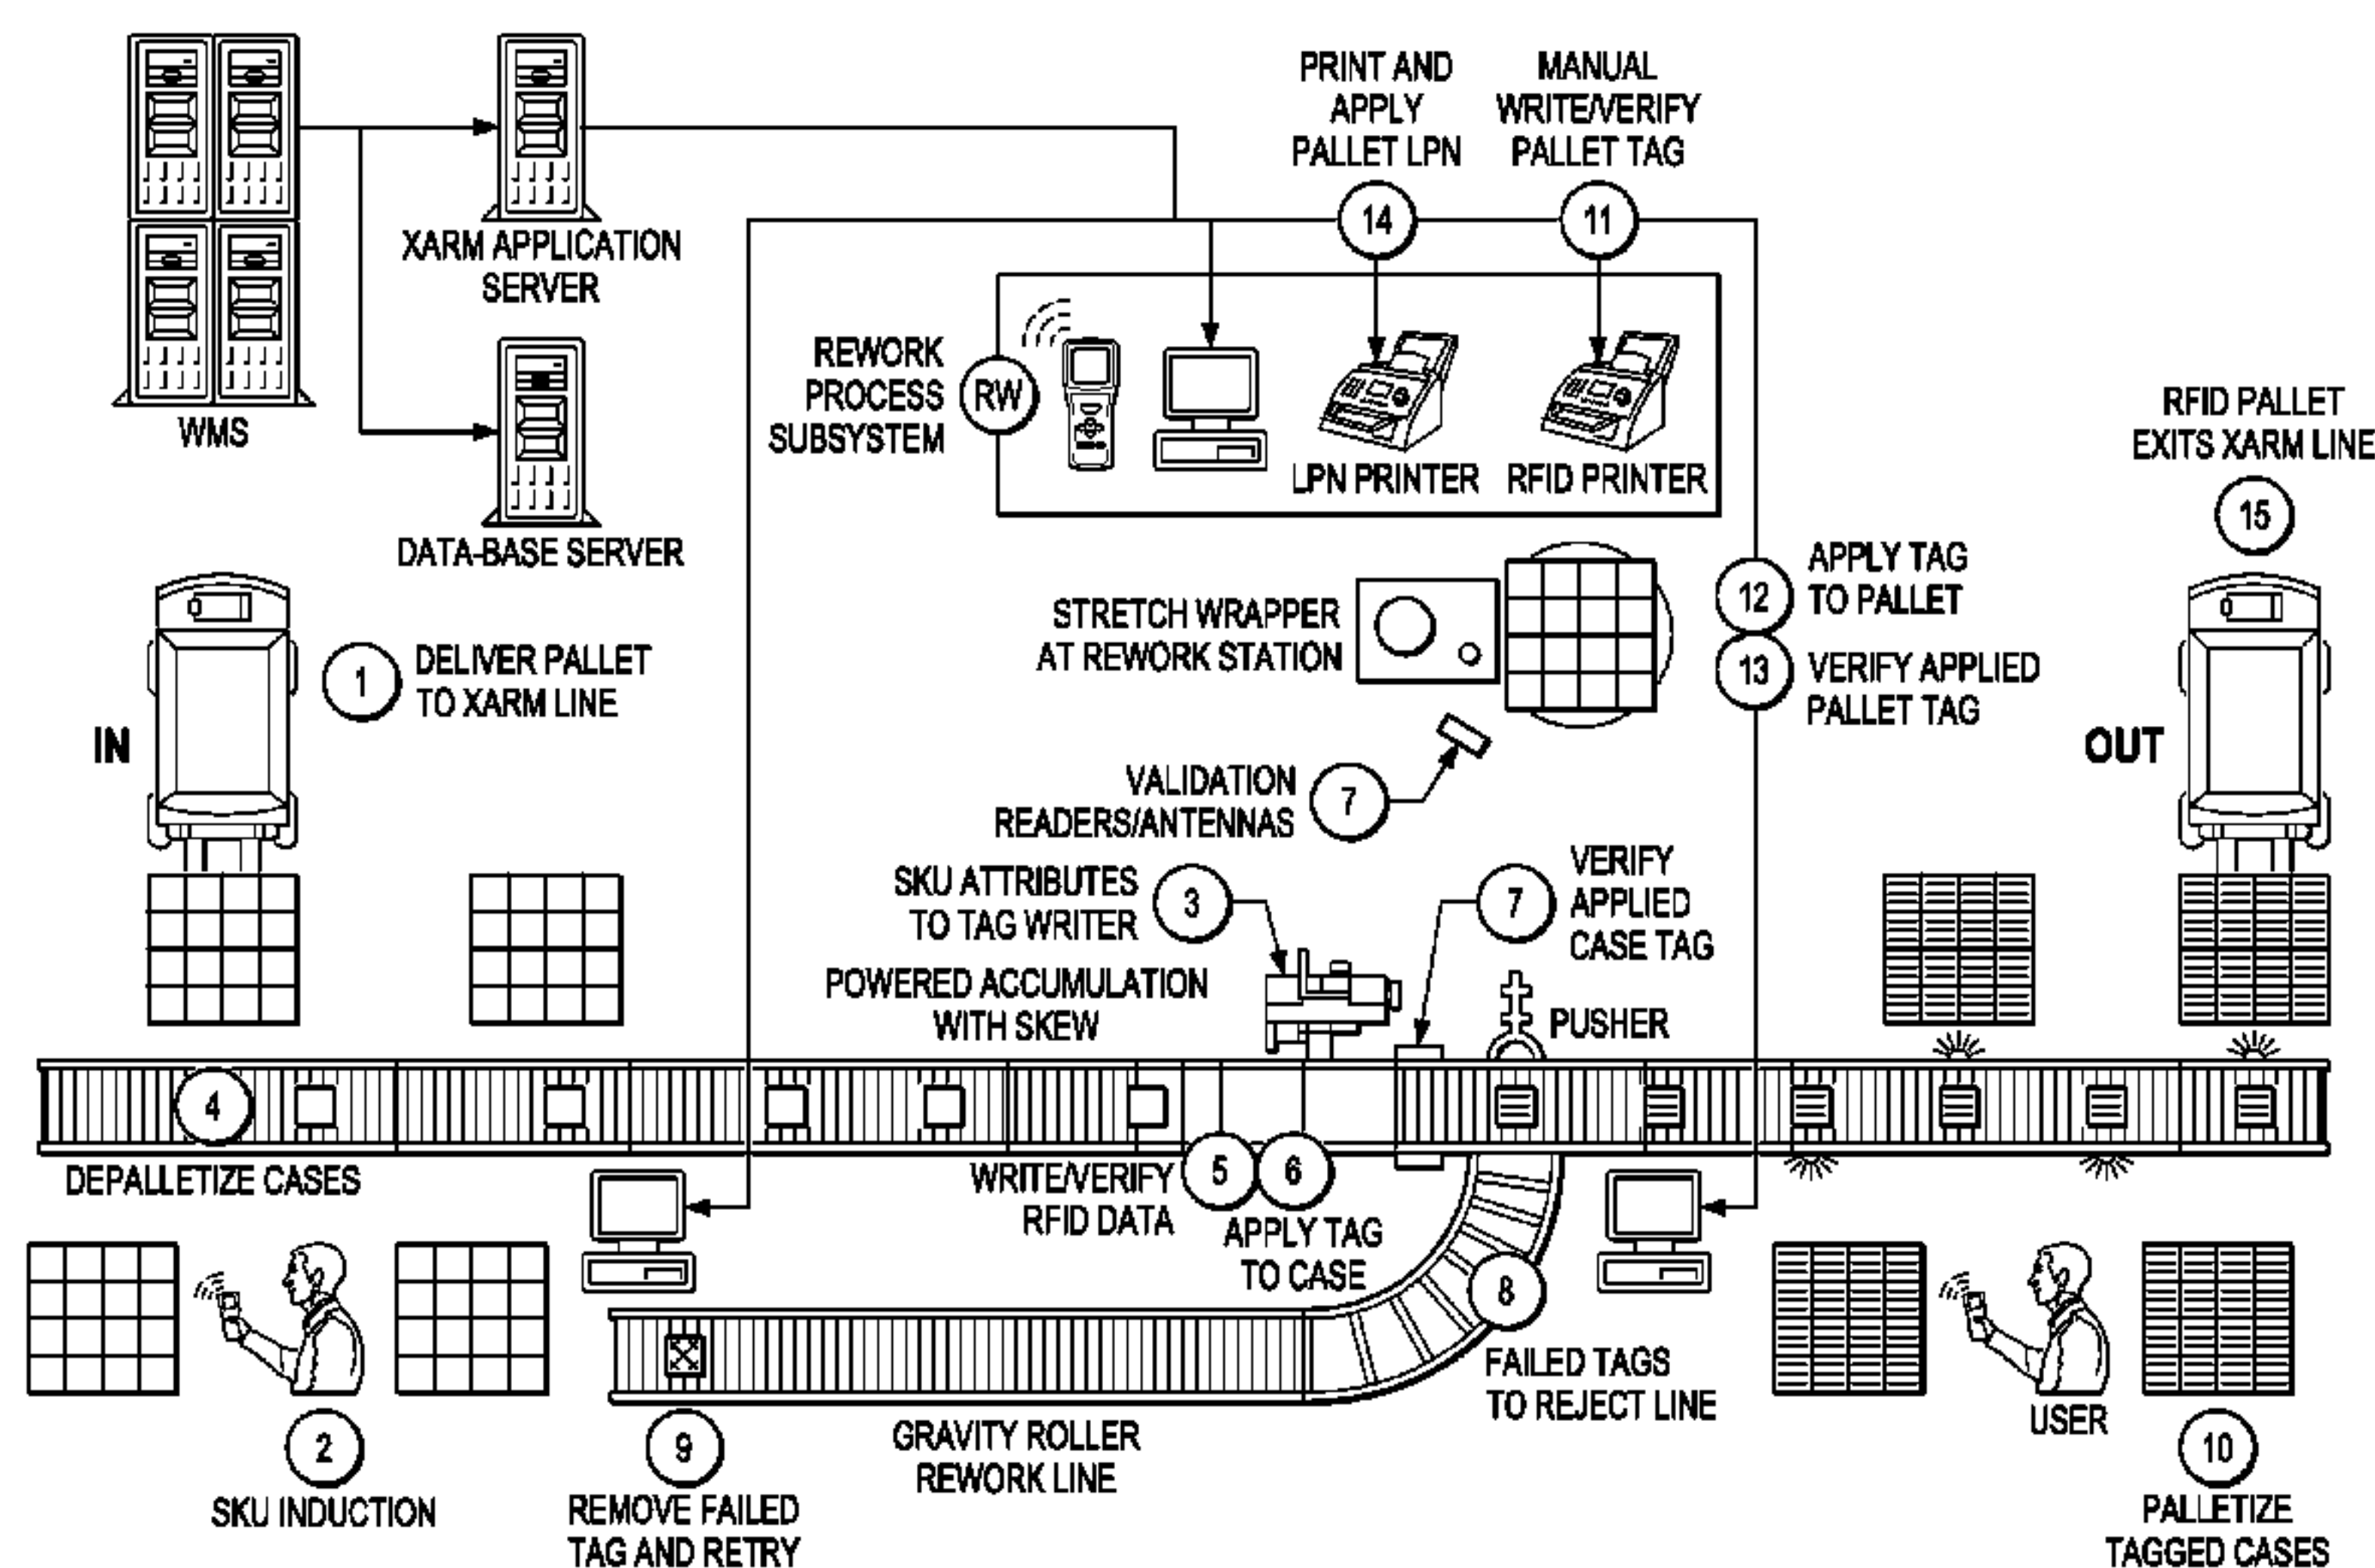 PRINT AND
APPLY
PALLET LPN
14
MANUAL
WRITE/VERIFY
PALLET TAG
11
XARM APPLICATION
SERVER
WMS
DATA-BASE SERVER
REWORK
PROCESS
SUBSYSTEM
RW
LPN PRINTER
RFID PRINTER
RFID PALLET
EXITS XARM LINE
15
STRETCH WRAPPER
AT REWORK STATION
12
APPLY TAG
TO PALLET
13
VERIFY APPLIED
PALLET TAG
1
DELIVER PALLET
TO XARM LINE
IN
OUT
VALIDATION
READERS/ANTENNAS
7
SKU ATTRIBUTES
TO TAG WRITER
3
7
VERIFY
APPLIED
CASE TAG
POWERED ACCUMULATION
WITH SKEW
PUSHER
4
DEPALLETIZE CASES
WRITE/VERIFY
RFID DATA
5
6
APPLY TAG
TO CASE
8
FAILED TAGS
TO REJECT LINE
GRAVITY ROLLER
REWORK LINE
2
SKU INDUCTION
9
REMOVE FAILED
TAG AND RETRY
USER
10
PALLETIZE
TAGGED CASES